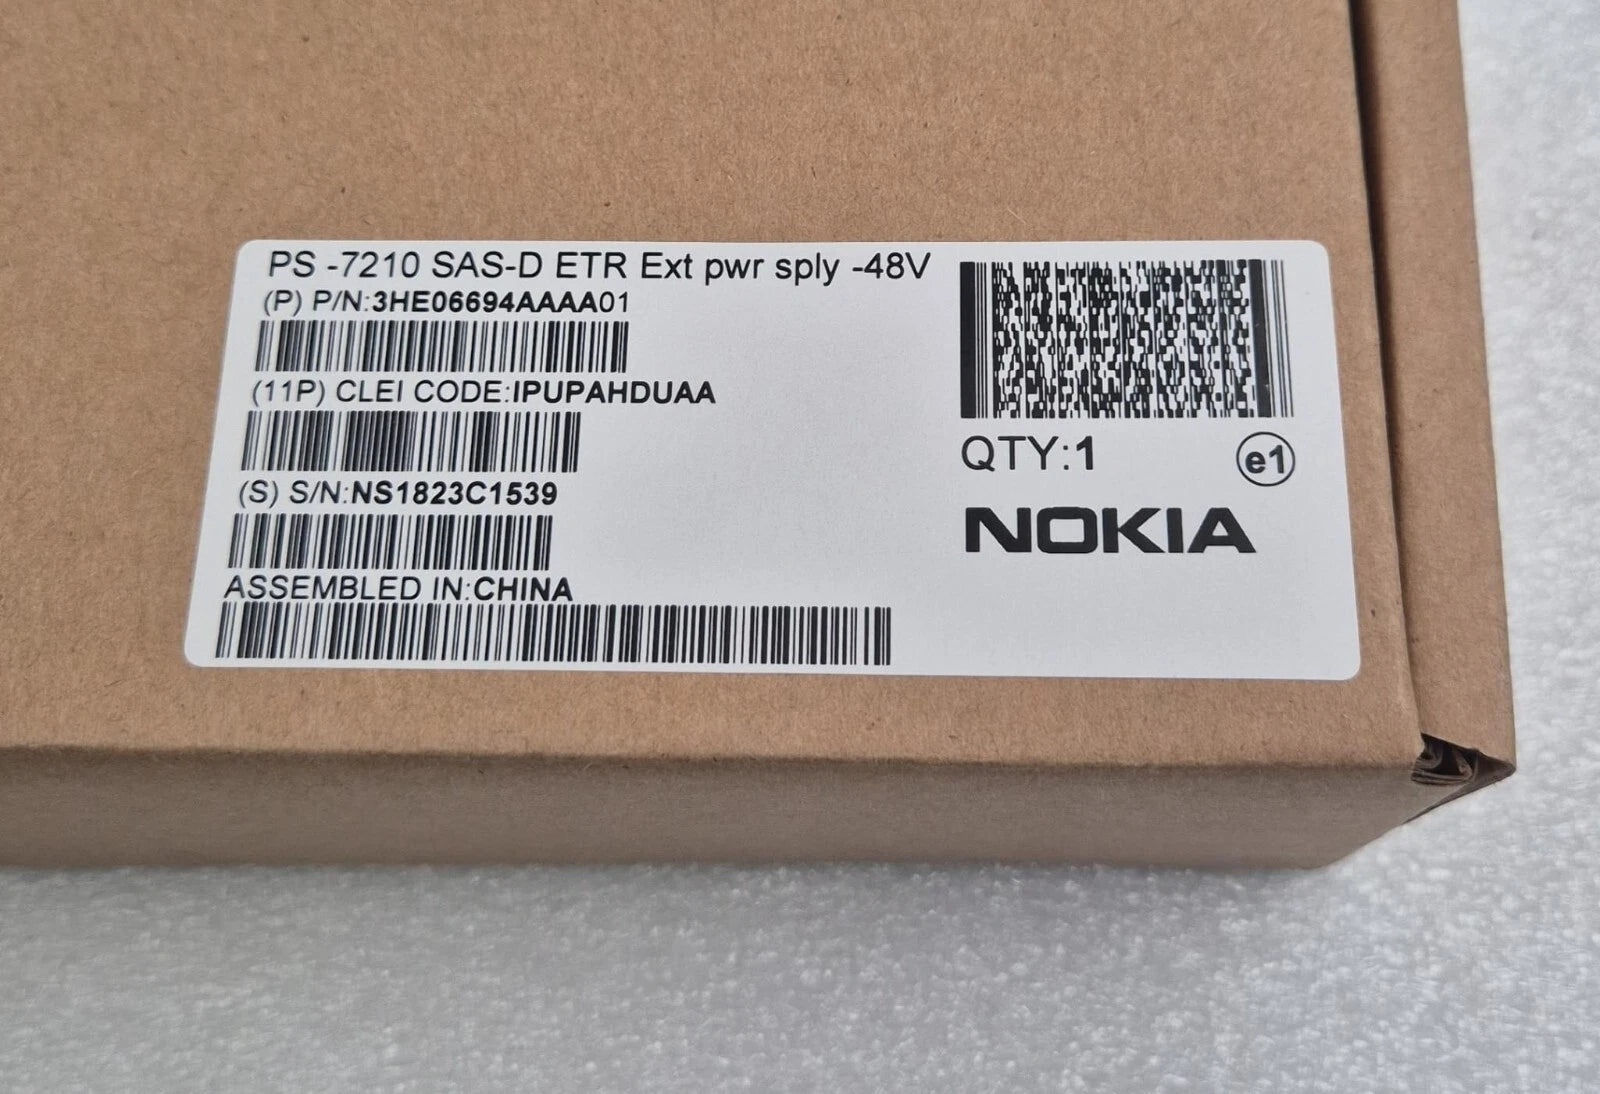 PS -7210 SAS-D ETR Ext pwr sply -48V
(P) P/N:3HE06694AAAA01
(11P) CLEI CODE:IPUPAHDUAA
(S) S/N:NS1823C1539
ASSEMBLED IN:CHINA
QTY:1
e1
NOKIA